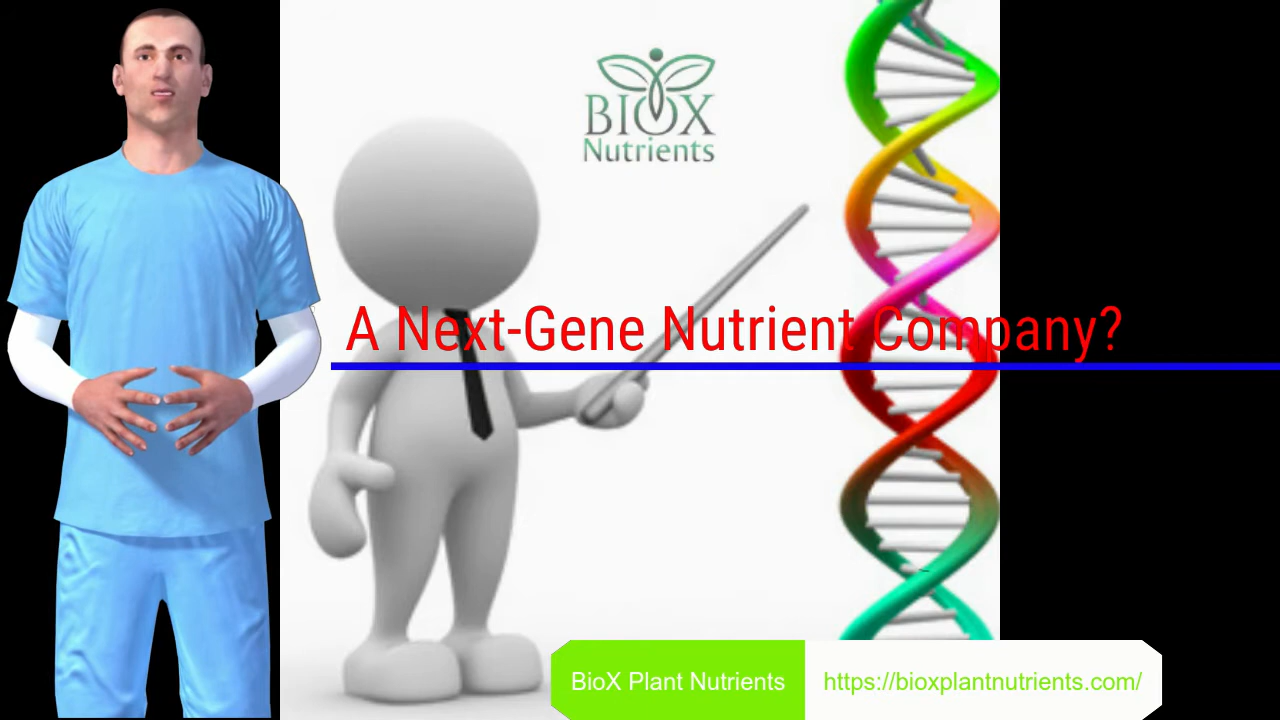 BIOX
Nutrients
A Next-Gene Nutrient Company?
BioX Plant Nutrients
https://bioxplantnutrients.com/